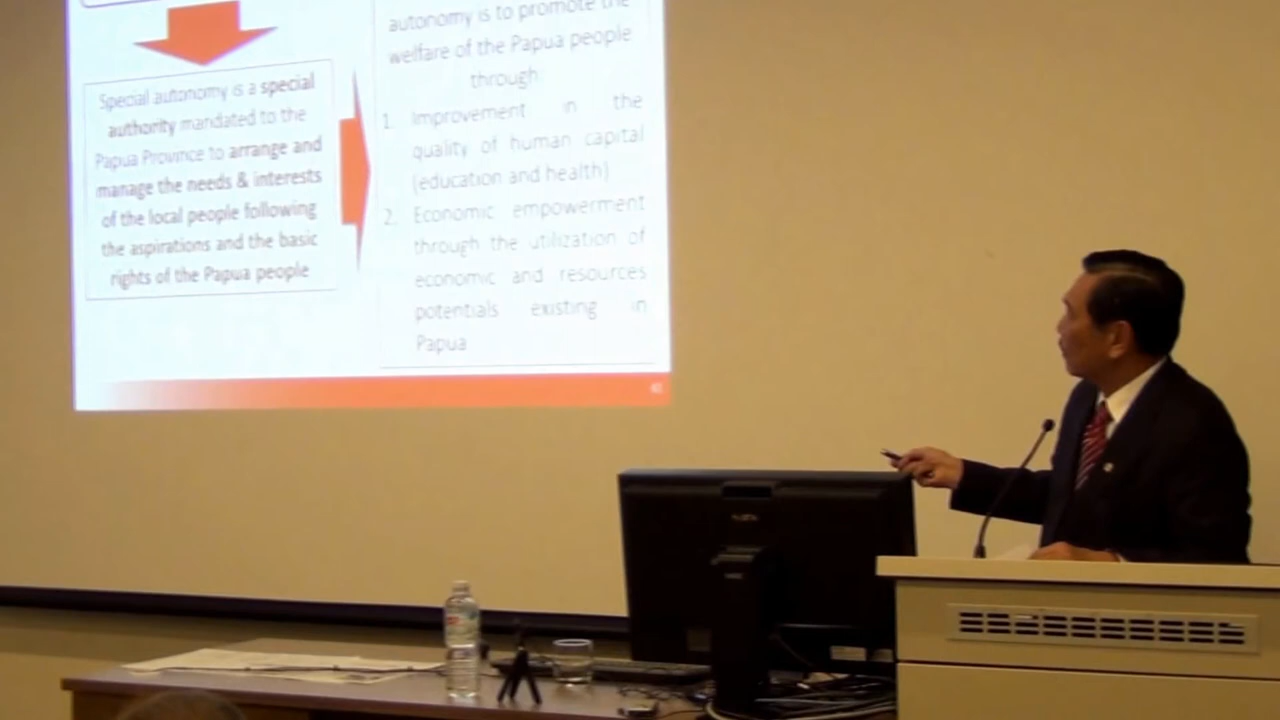 Special autonomy is a special
authority mandated to the
Papua Province to arrange and
manage the needs & interests
of the local people following
the aspirations and the basic
rights of the Papua people
autonomy is to promote the
welfare of the Papua people
through
1. Improvement in the
quality of human capital
(education and health)
2. Economic empowerment
through the utilization of
economic and resources
potentials existing in
Papua